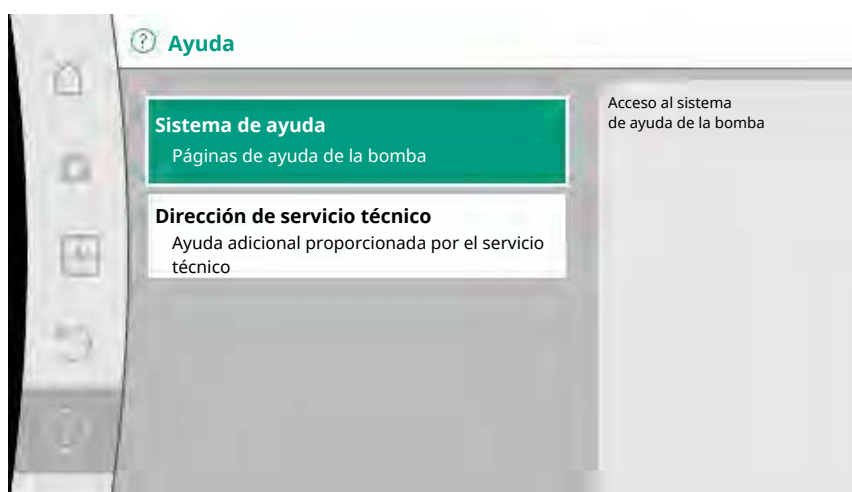 Ayuda
Sistema de ayuda
Páginas de ayuda de la bomba
Dirección de servicio técnico
Ayuda adicional proporcionada por el servicio
técnico
Acceso al sistema
de ayuda de la bomba